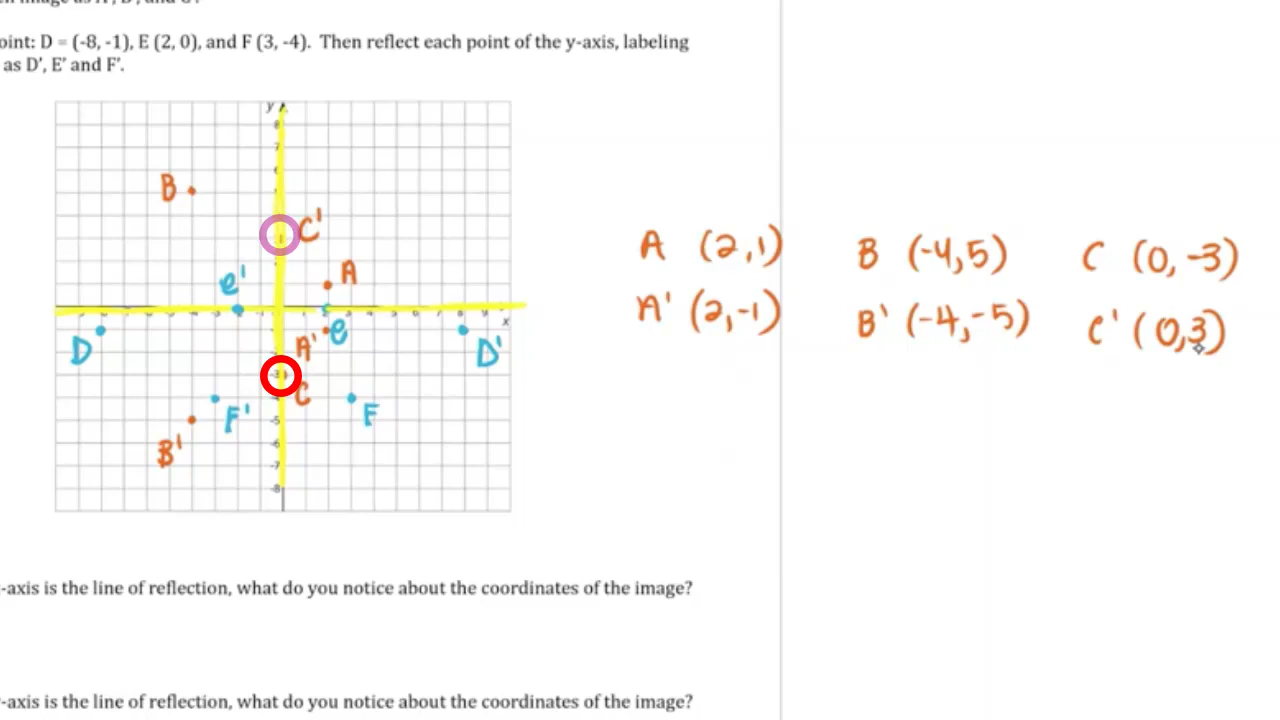 oint: D = (-8, -1), E (2, 0), and F (3, -4). Then reflect each point of the y-axis, labeling
as D', E' and F'.
y
B
C'
A
e'
e
x
D
A'
D'
C
F'
F
B'
A (2,1) B (-4,5) C (0,-3)
A' (2,-1) B' (-4,-5) C' (0,3)
-axis is the line of reflection, what do you notice about the coordinates of the image?
-axis is the line of reflection, what do you notice about the coordinates of the image?